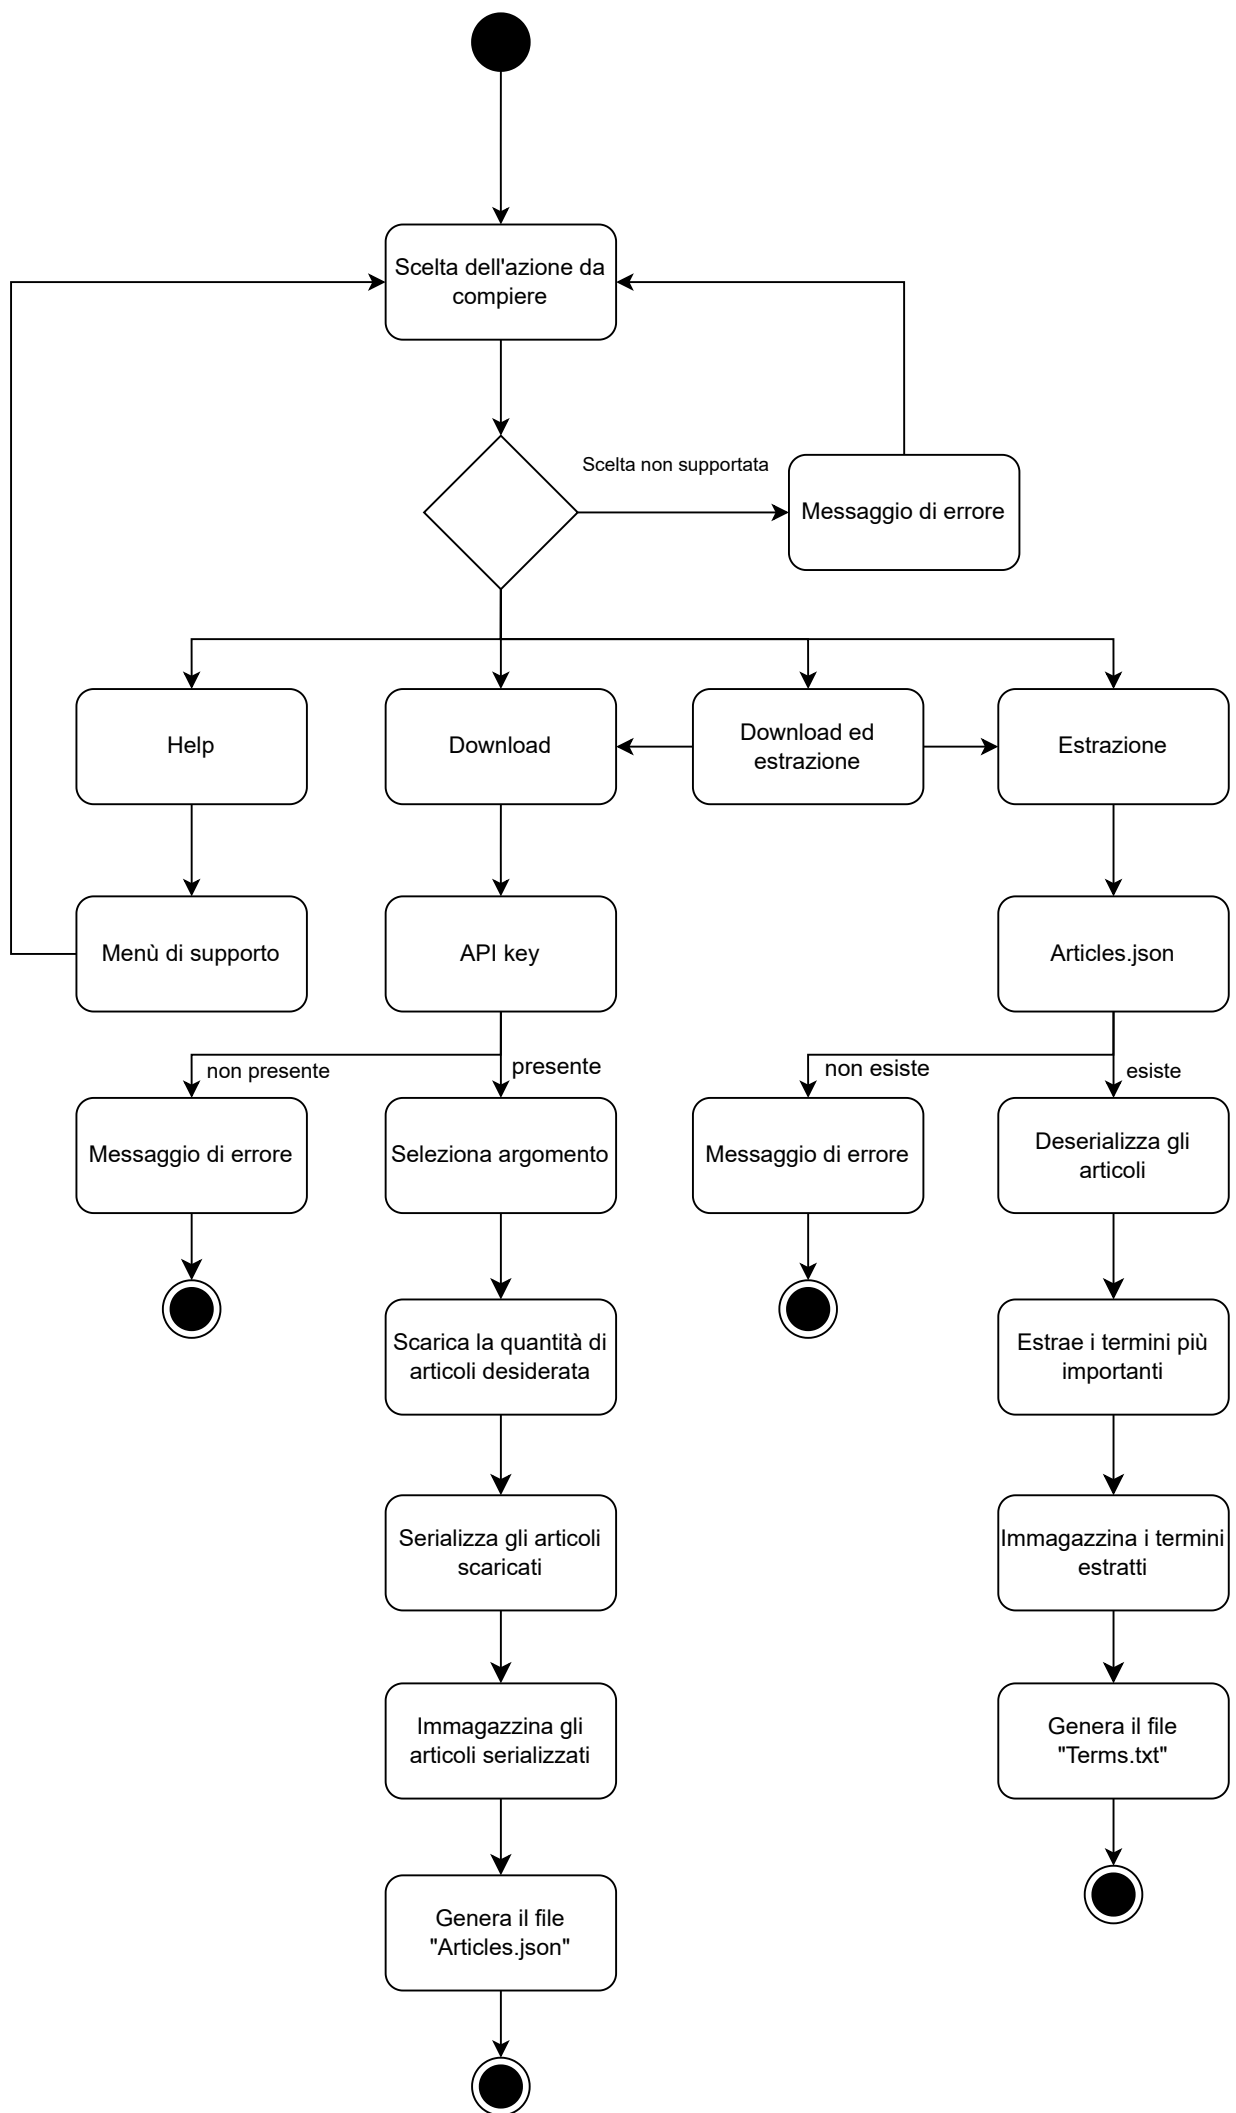 Scelta dell'azione da
compiere
Scelta non supportata
Messaggio di errore
Help
Download
Download ed
estrazione
Estrazione
Menù di supporto
API key
Articles.json
non presente
presente
non esiste
esiste
Messaggio di errore
Seleziona argomento
Messaggio di errore
Deserializza gli
articoli
Scarica la quantità di
articoli desiderata
Estrae i termini più
importanti
Serializza gli articoli
scaricati
Immagazzina i termini
estratti
Immagazzina gli
articoli serializzati
Genera il file
"Terms.txt"
Genera il file
"Articles.json"